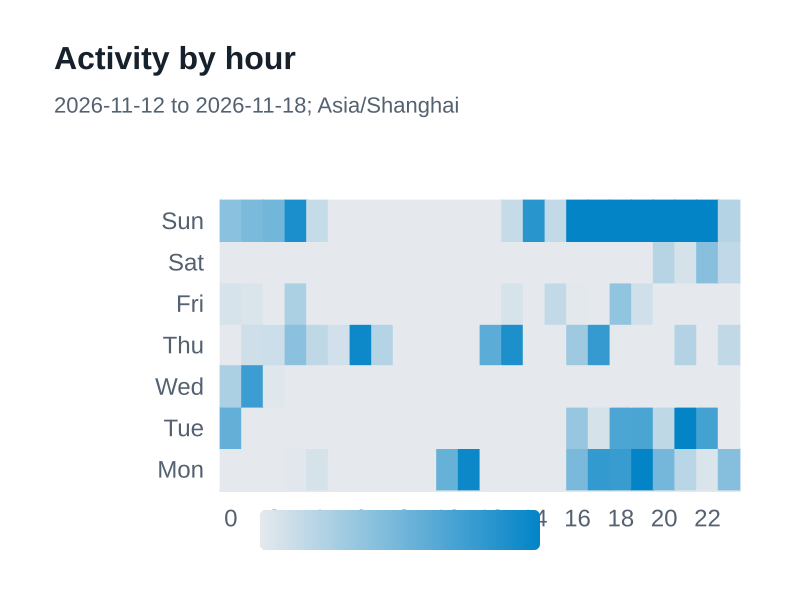 Activity by hour
2026-11-12 to 2026-11-18; Asia/Shanghai
Sun
Sat
Fri
Thu
Wed
Tue
Mon
0 16 18 20 22